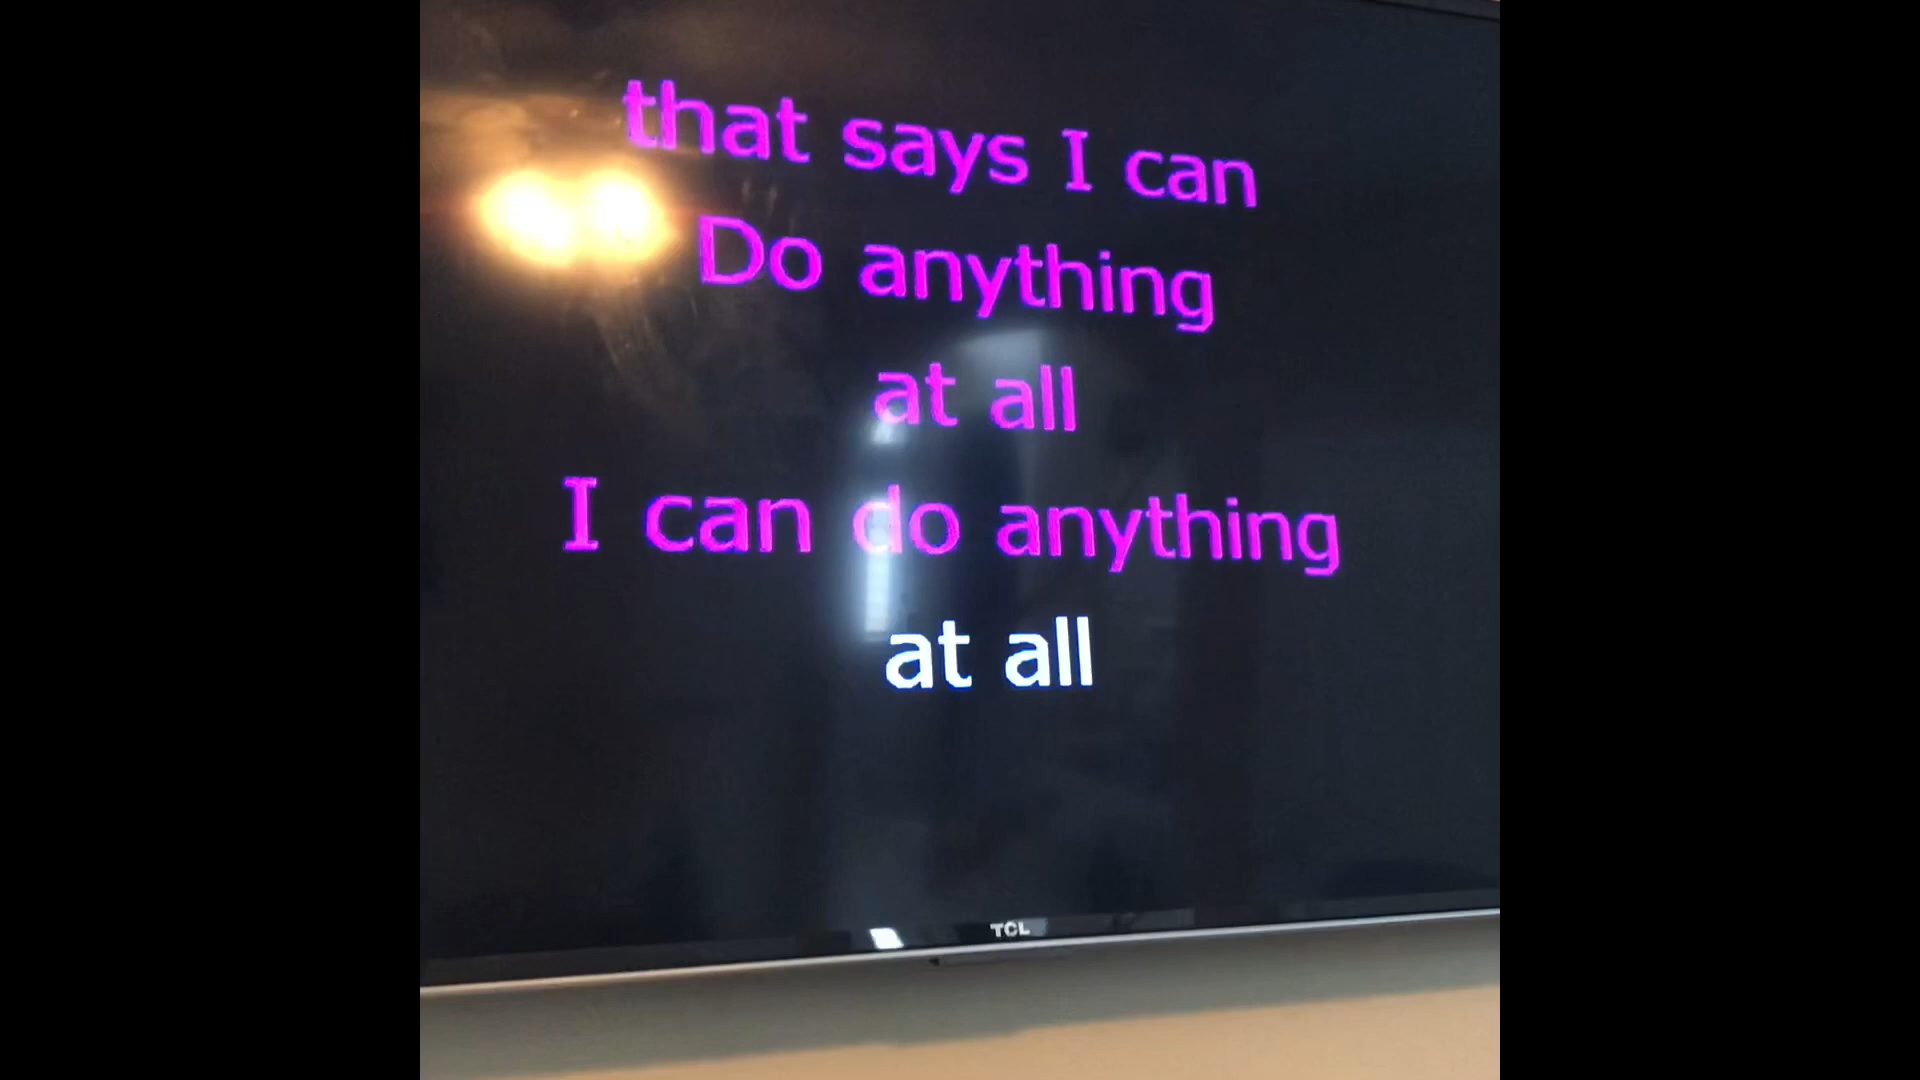 that says I can
Do anything
at all
I can do anything
at all
TCL